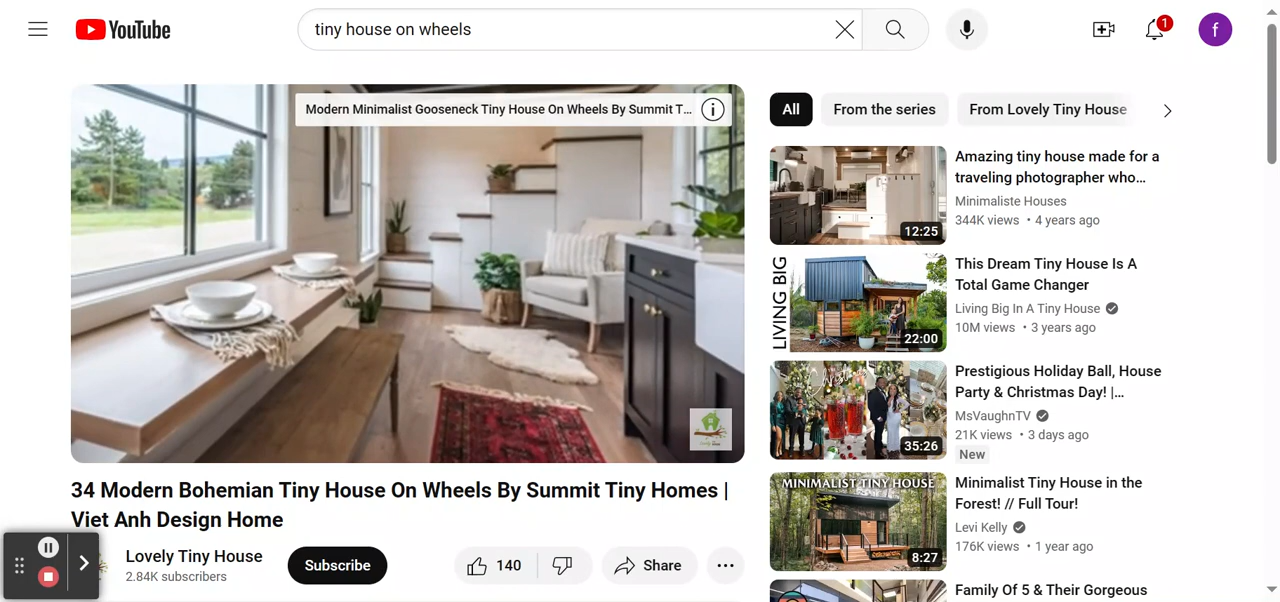 YouTube
tiny house on wheels
1
f
Modern Minimalist Gooseneck Tiny House On Wheels By Summit T...
All
From the series
From Lovely Tiny House
12:25
Amazing tiny house made for a
traveling photographer who...
Minimaliste Houses
344K views • 4 years ago
LIVING BIG
22:00
This Dream Tiny House Is A
Total Game Changer
Living Big In A Tiny House
10M views • 3 years ago
35:26
Prestigious Holiday Ball, House
Party & Christmas Day! |...
MsVaughnTV
21K views • 3 days ago
New
MINIMALIST TINY HOUSE
8:27
Minimalist Tiny House in the
Forest! // Full Tour!
Levi Kelly
176K views • 1 year ago
Family Of 5 & Their Gorgeous
34 Modern Bohemian Tiny House On Wheels By Summit Tiny Homes |
Viet Anh Design Home
Lovely Tiny House
2.84K subscribers
Subscribe
140
Share